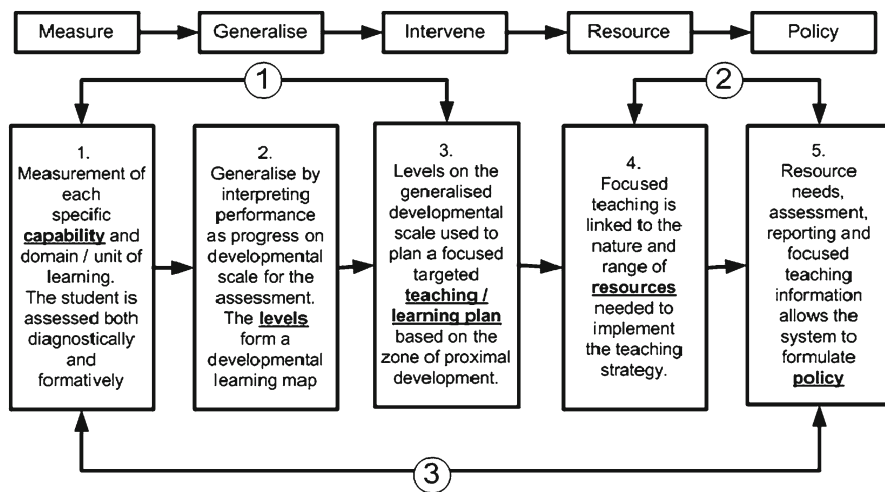 Measure
Generalise
Intervene
Resource
Policy
1
2
1.
Measurement of
each
specific
capability and
domain / unit of
learning.
The student is
assessed both
diagnostically
and
formatively
2.
Generalise by
interpreting
performance
as progress on
developmental
scale for the
assessment.
The levels
form a
developmental
learning map
3.
Levels on the
generalised
developmental
scale used to
plan a focused
targeted
teaching /
learning plan
based on the
zone of proximal
development.
4.
Focused
teaching is
linked to the
nature and
range of
resources
needed to
implement
the teaching
strategy.
5.
Resource
needs,
assessment,
reporting and
focused
teaching
information
allows the
system to
formulate
policy
3